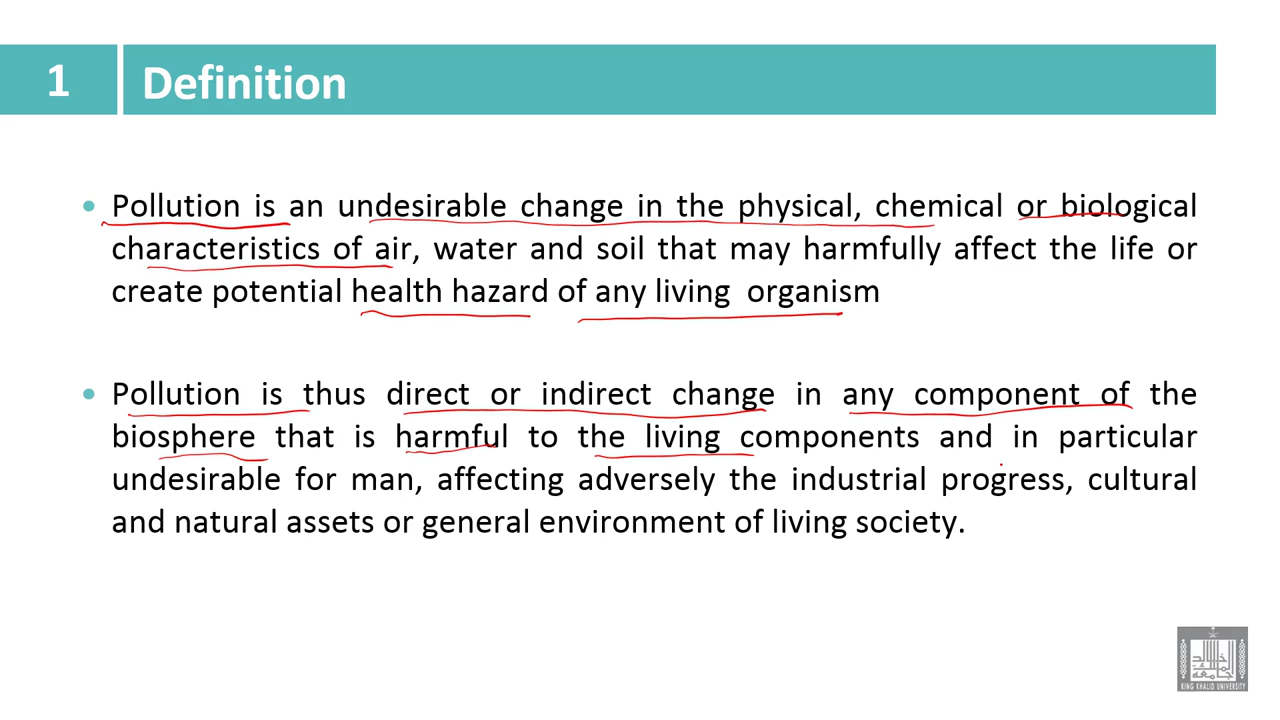 1
Definition
• Pollution is an undesirable change in the physical, chemical or biological
characteristics of air, water and soil that may harmfully affect the life or
create potential health hazard of any living organism
• Pollution is thus direct or indirect change in any component of the
biosphere that is harmful to the living components and in particular
undesirable for man, affecting adversely the industrial progress, cultural
and natural assets or general environment of living society.
KING KHALID UNIVERSITY